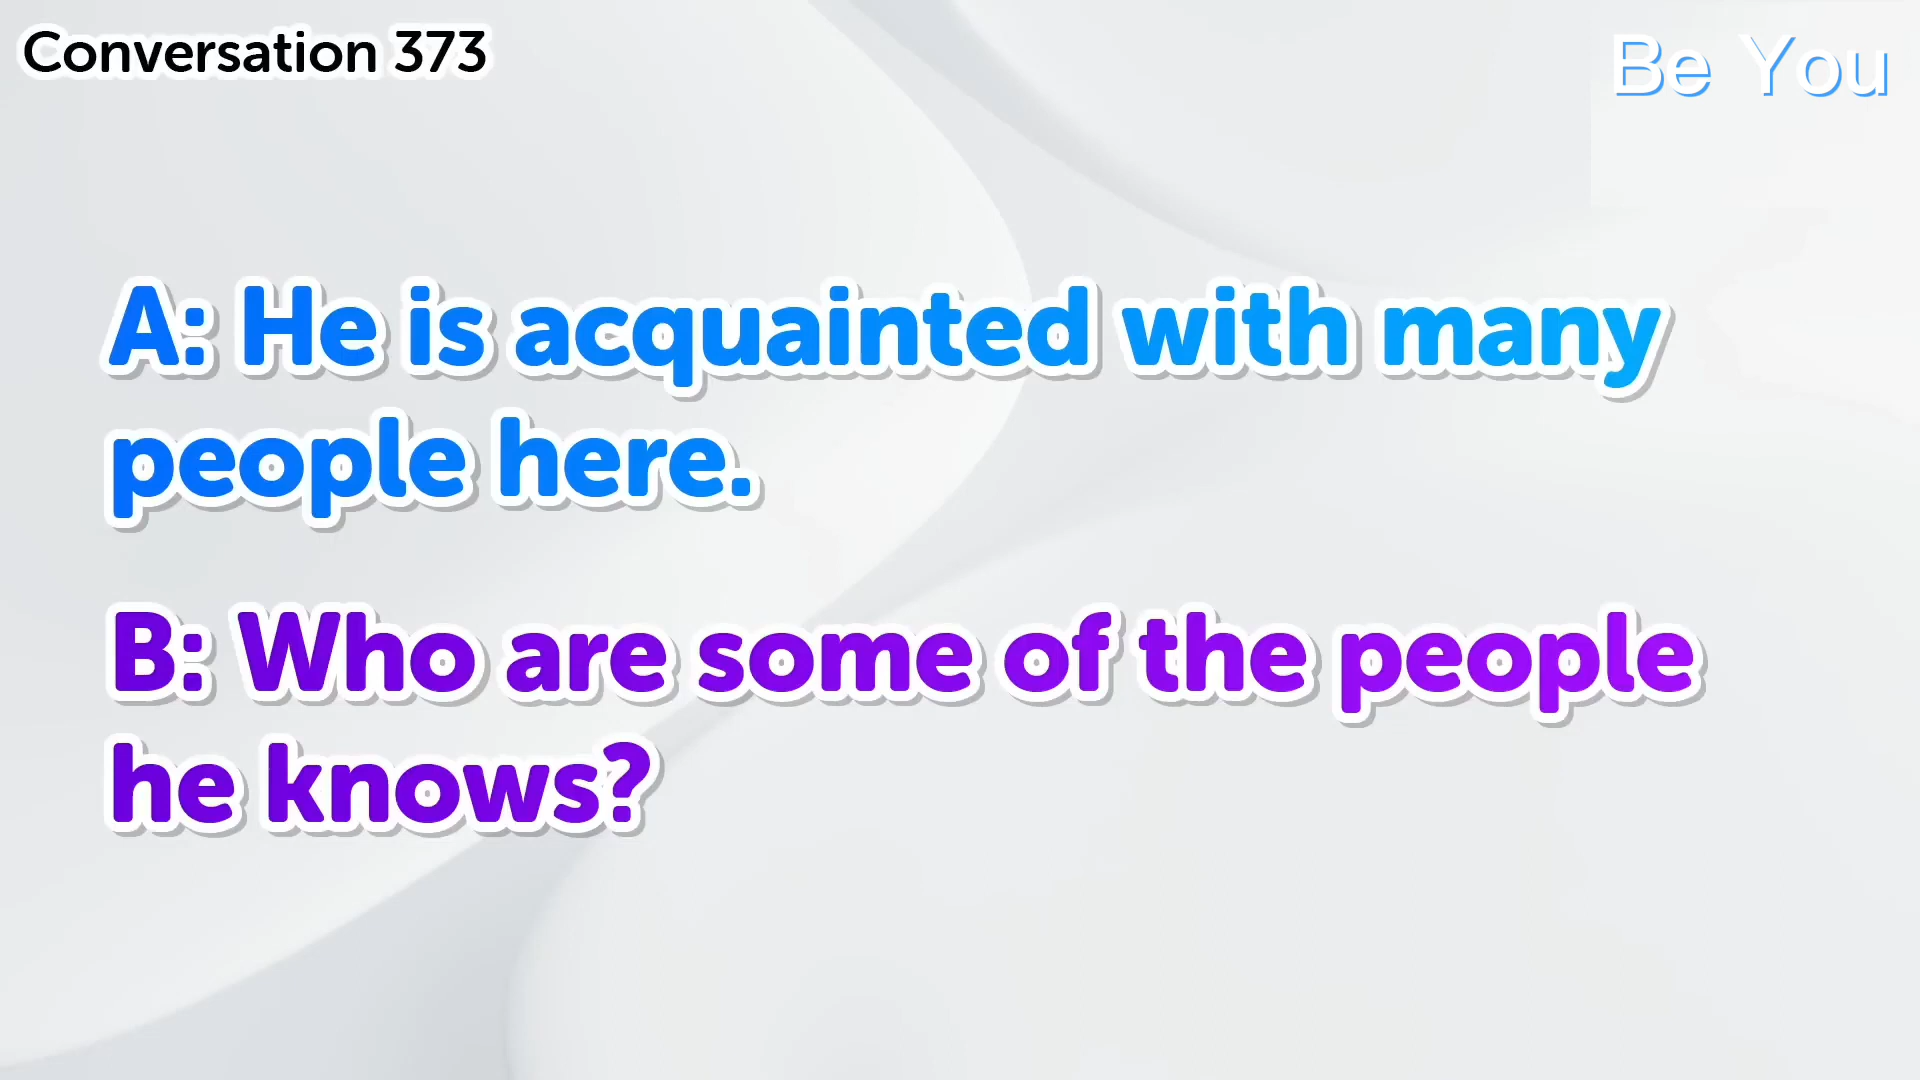 Conversation 373
Be You
A: He is acquainted with many
people here.
B: Who are some of the people
he knows?